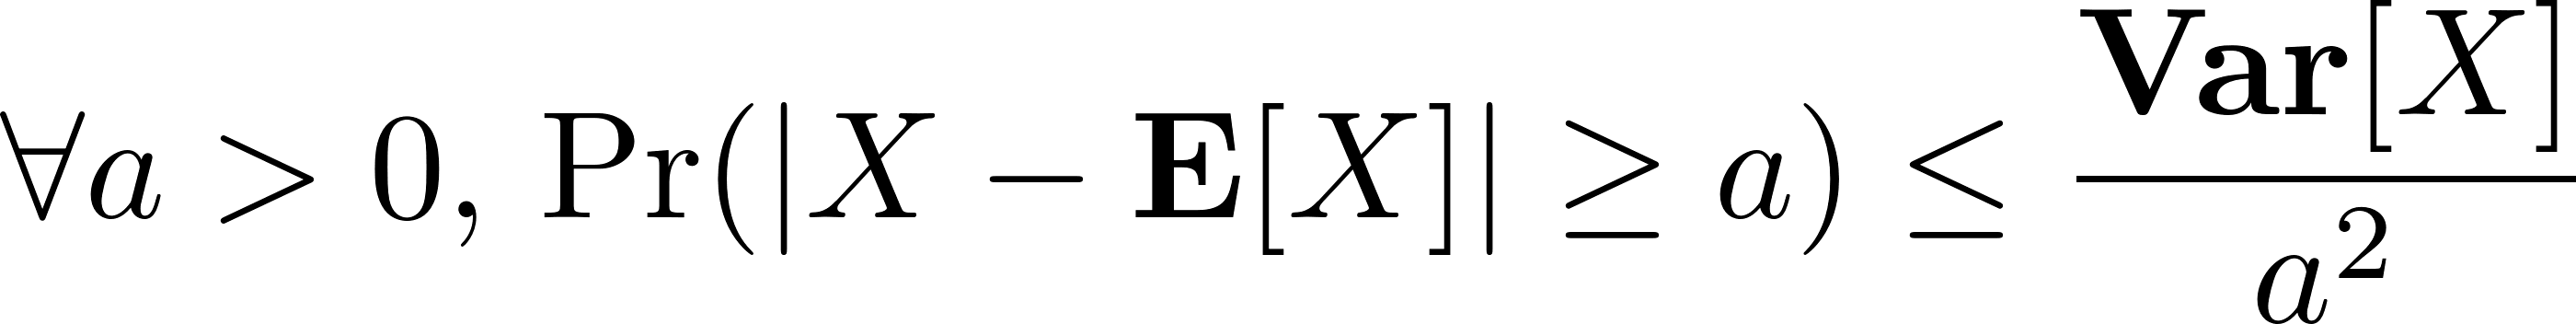 ∀a > 0, Pr(|X − E[X]| ≥ a) ≤ Var[X] / a²